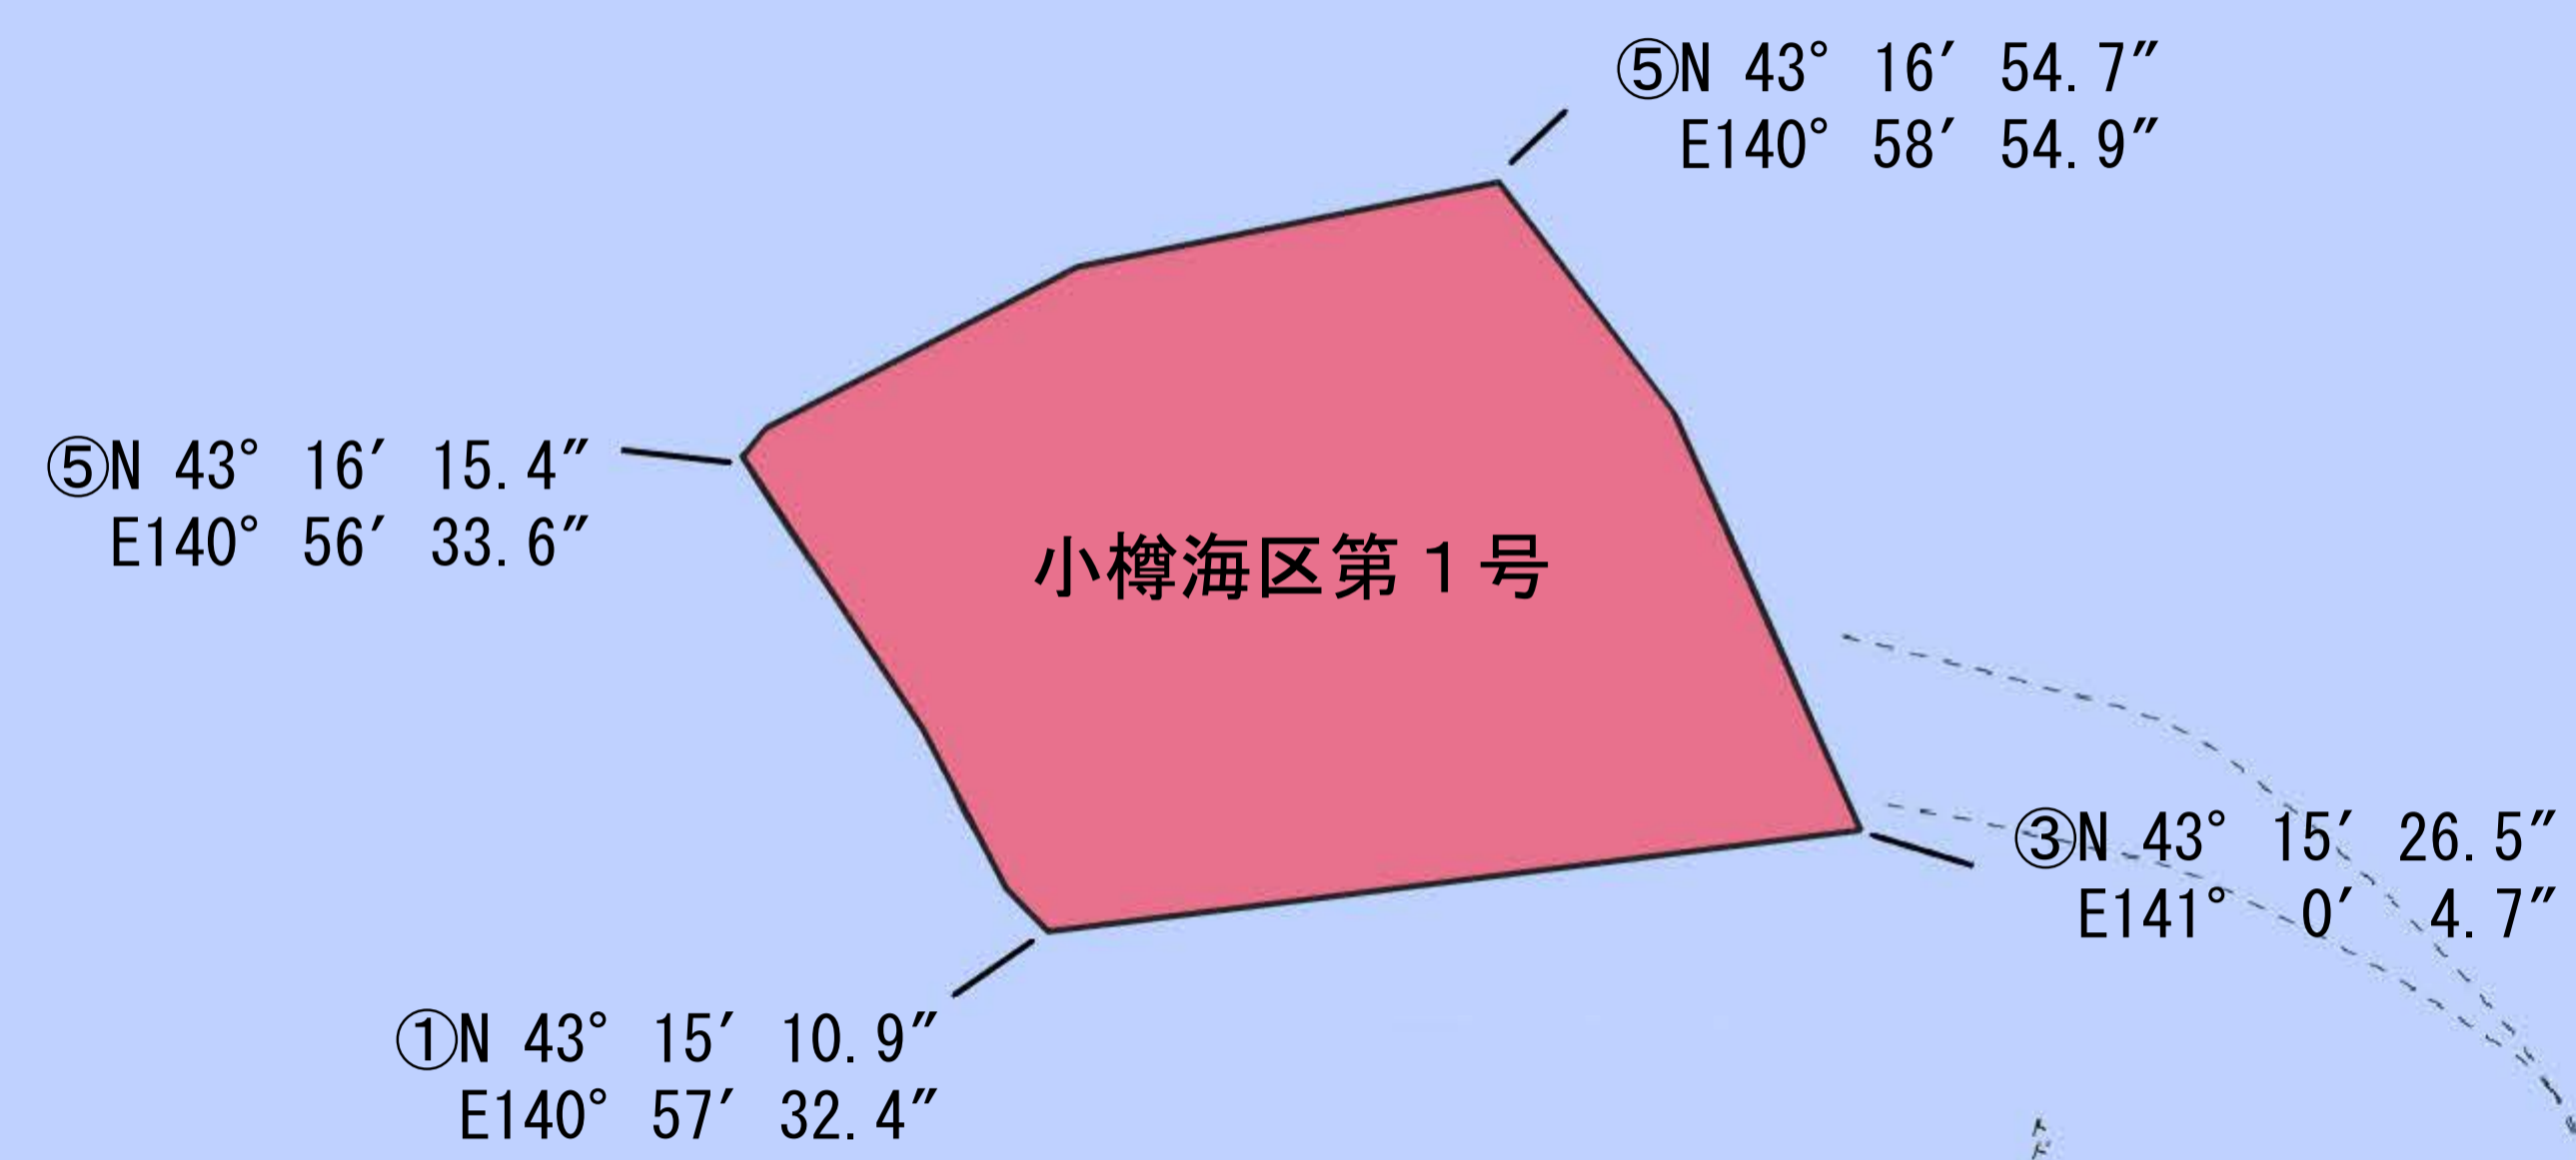 ⑤N 43° 16′ 54.7″
E140° 58′ 54.9″
⑤N 43° 16′ 15.4″
E140° 56′ 33.6″
小樽海区第１号
③N 43° 15′ 26.5″
E141° 0′ 4.7″
①N 43° 15′ 10.9″
E140° 57′ 32.4″